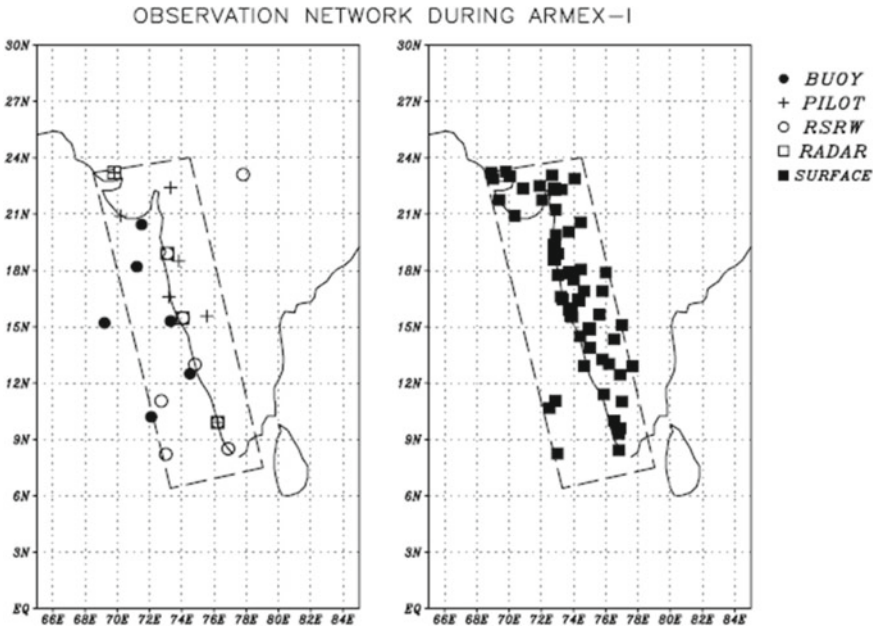 OBSERVATION NETWORK DURING ARMEX-I
30N
27N
24N
21N
18N
15N
12N
9N
6N
3N
EQ
66E 68E 70E 72E 74E 76E 78E 80E 82E 84E
30N
27N
24N
21N
18N
15N
12N
9N
6N
3N
EQ
66E 68E 70E 72E 74E 76E 78E 80E 82E 84E
BUOY
PILOT
RSRW
RADAR
SURFACE